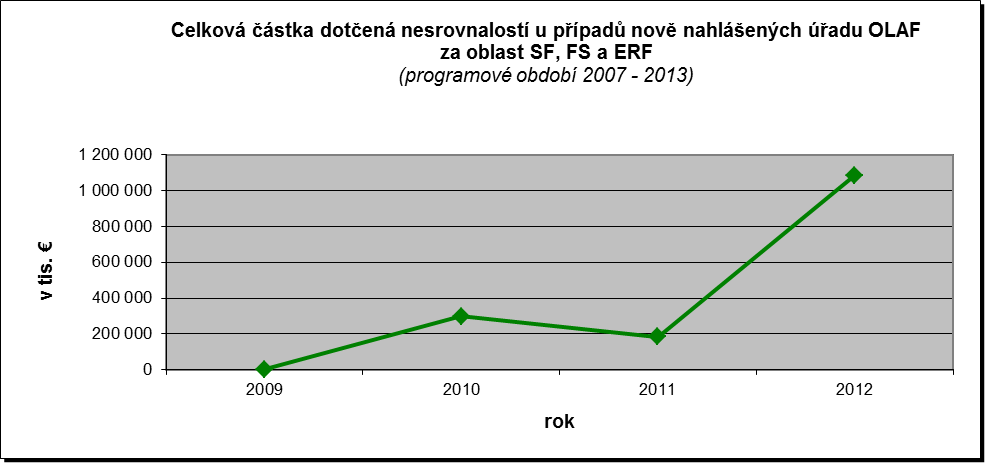 Celková částka dotčená nesrovnalostí u případů nově nahlášených úřadu OLAF
za oblast SF, FS a ERF
(programové období 2007 - 2013)
v tis. €
1 200 000
1 000 000
800 000
600 000
400 000
200 000
0
2009 2010 2011 2012
rok